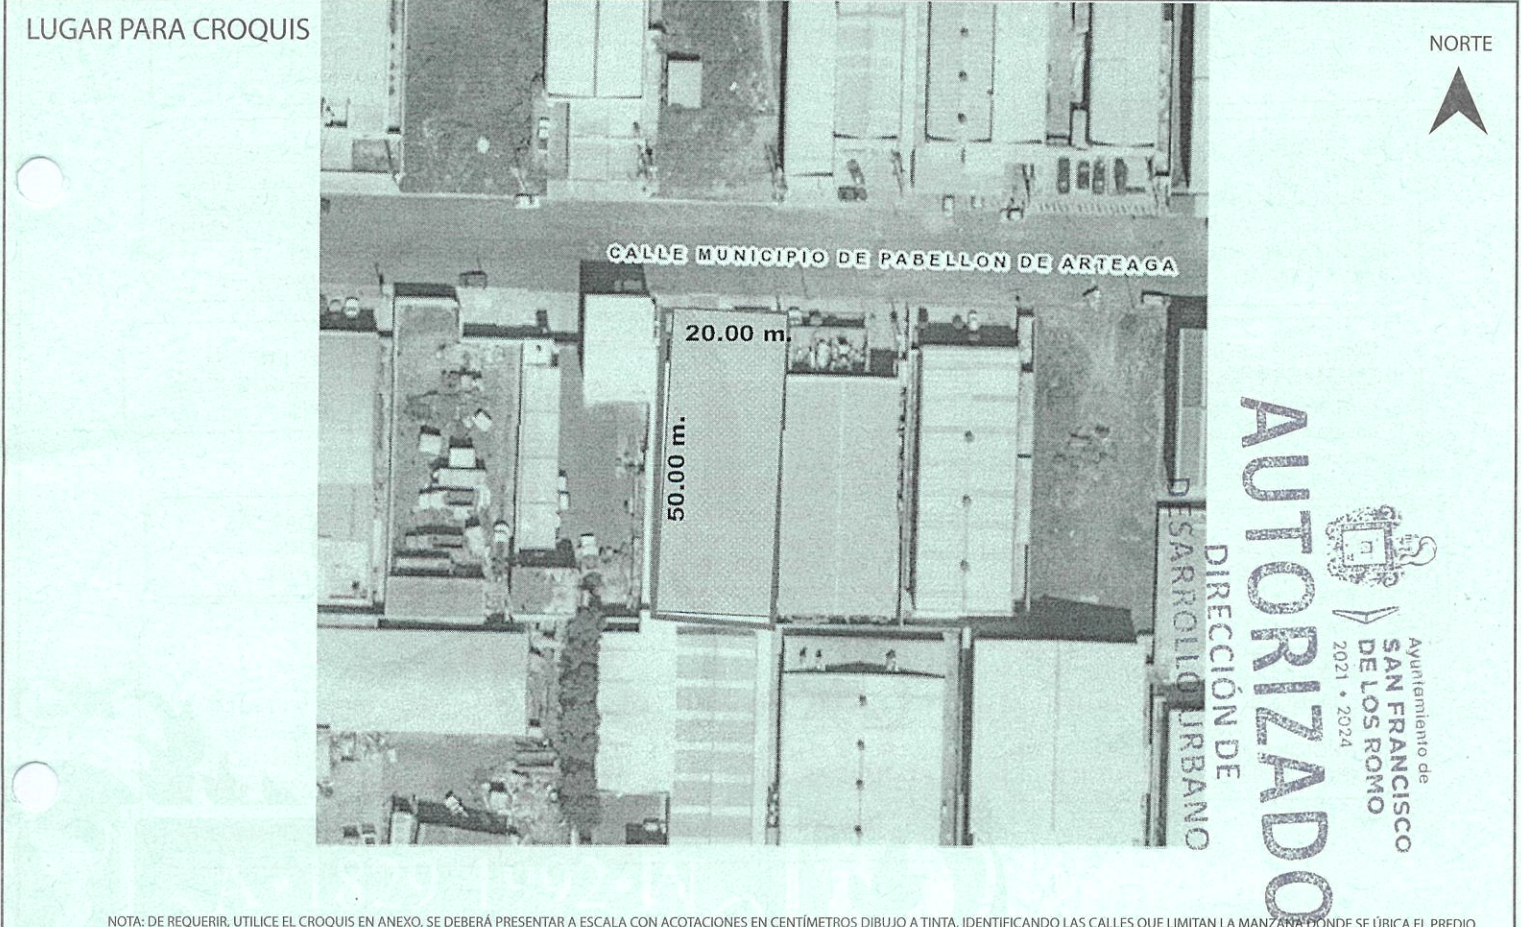 LUGAR PARA CROQUIS
NORTE
CALLE MUNICIPIO DE PABELLON DE ARTEAGA
20.00 m.
50.00 m.
AUTORIZADO
DIRECCIÓN DE
DESARROLLO URBANO
Ayuntamiento de
SAN FRANCISCO
DE LOS ROMO
2021 • 2024
NOTA: DE REQUERIR, UTILICE EL CROQUIS EN ANEXO, SE DEBERÁ PRESENTAR A ESCALA CON ACOTACIONES EN CENTÍMETROS DIBUJO A TINTA, IDENTIFICANDO LAS CALLES QUE LIMITAN LA MANZANA DONDE SE ÚBICA EL PREDIO